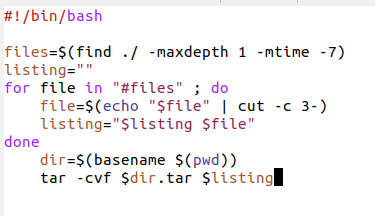 #!/bin/bash

files=$(find ./ -maxdepth 1 -mtime -7)
listing=""
for file in "#files" ; do
    file=$(echo "$file" | cut -c 3-)
    listing="$listing $file"
done
    dir=$(basename $(pwd))
    tar -cvf $dir.tar $listing